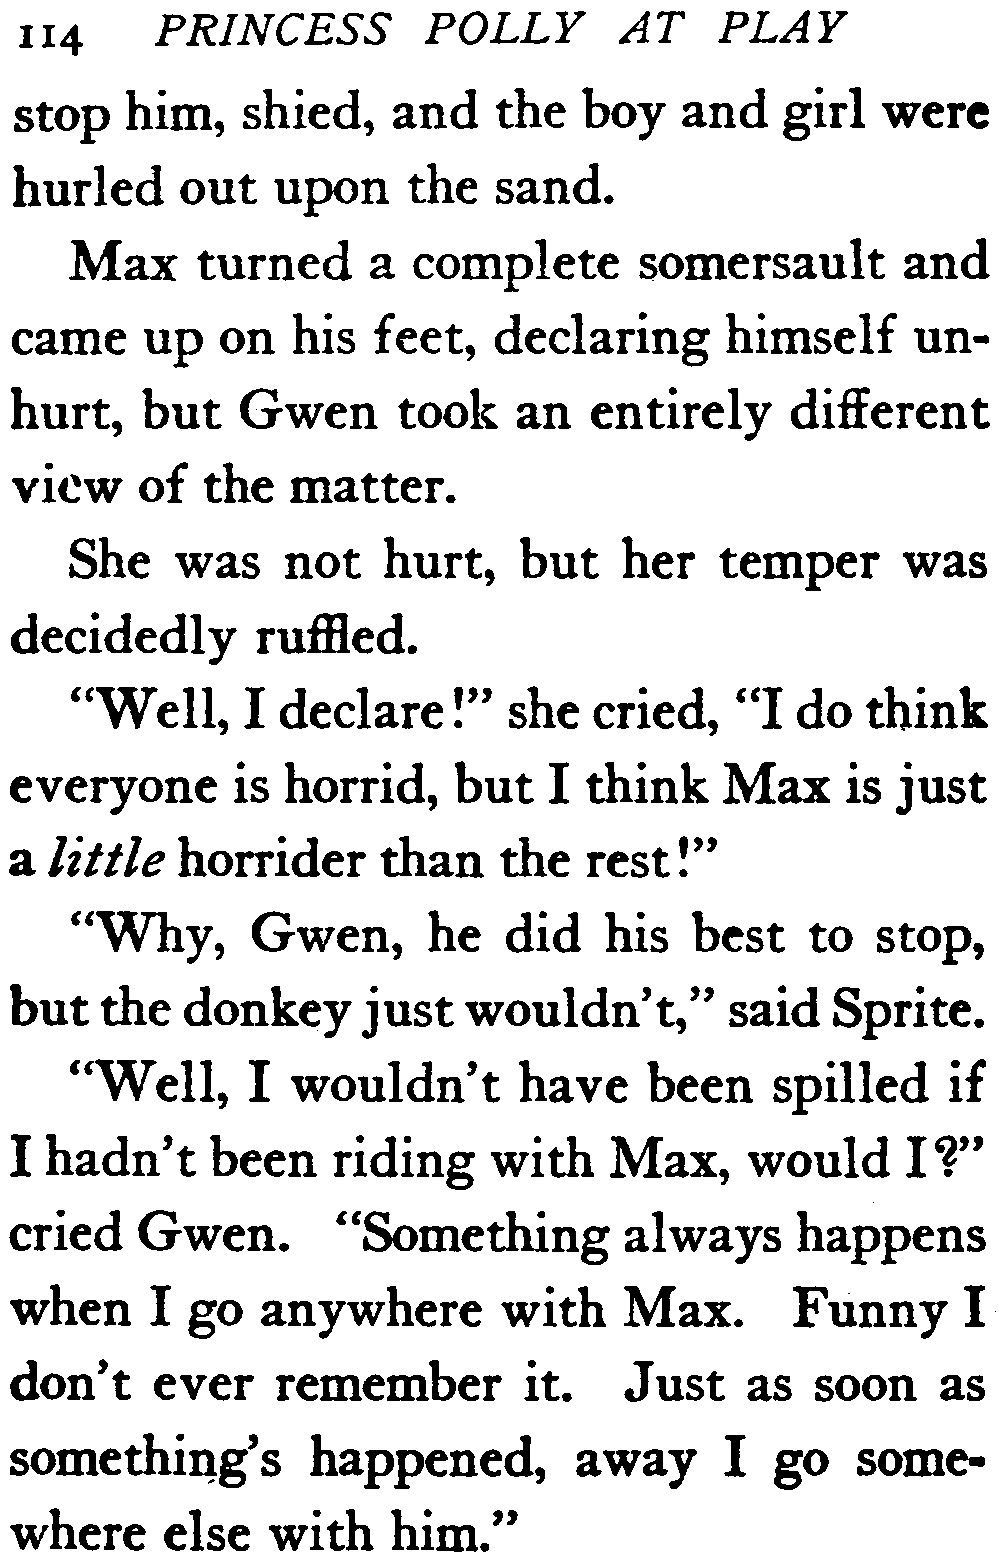 114 PRINCESS POLLY AT PLAY
stop him, shied, and the boy and girl were
hurled out upon the sand.
Max turned a complete somersault and
came up on his feet, declaring himself un-
hurt, but Gwen took an entirely different
view of the matter.
She was not hurt, but her temper was
decidedly ruffled.
“Well, I declare!” she cried, “I do think
everyone is horrid, but I think Max is just
a little horrider than the rest!”
“Why, Gwen, he did his best to stop,
but the donkey just wouldn’t,” said Sprite.
“Well, I wouldn’t have been spilled if
I hadn’t been riding with Max, would I?”
cried Gwen. “Something always happens
when I go anywhere with Max. Funny I
don’t ever remember it. Just as soon as
something’s happened, away I go some-
where else with him.”